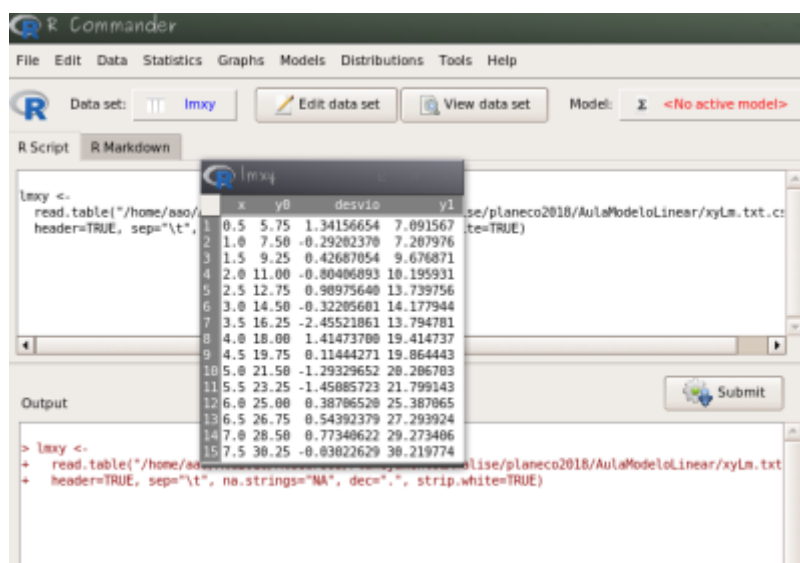 R Commander
File Edit Data Statistics Graphs Models Distributions Tools Help
R Data set: lmxy Edit data set View data set Model: Σ <No active model>
R Script R Markdown
lmxy <-
read.table("/home/aao/ se/planeco2018/AulaModeloLinear/xyLm.txt.cs
header=TRUE, sep="\t", te=TRUE)
R lmxy
x y0 desvio y1
1 0.5 5.75 1.34156654 7.091567
2 1.0 7.50 -0.29202370 7.207976
3 1.5 9.25 0.42687054 9.676871
4 2.0 11.00 -0.80406893 10.195931
5 2.5 12.75 0.98975640 13.739756
6 3.0 14.50 -0.32205601 14.177944
7 3.5 16.25 -2.45521861 13.794781
8 4.0 18.00 1.41473700 19.414737
9 4.5 19.75 0.11444271 19.864443
10 5.0 21.50 -1.29329652 20.206703
11 5.5 23.25 -1.45085723 21.799143
12 6.0 25.00 0.38706520 25.387065
13 6.5 26.75 0.54392379 27.293924
14 7.0 28.50 0.77340622 29.273406
15 7.5 30.25 -0.03022629 30.219774
Output
Submit
> lmxy <-
+ read.table("/home/aa alise/planeco2018/AulaModeloLinear/xyLm.txt
+ header=TRUE, sep="\t", na.strings="NA", dec=".", strip.white=TRUE)